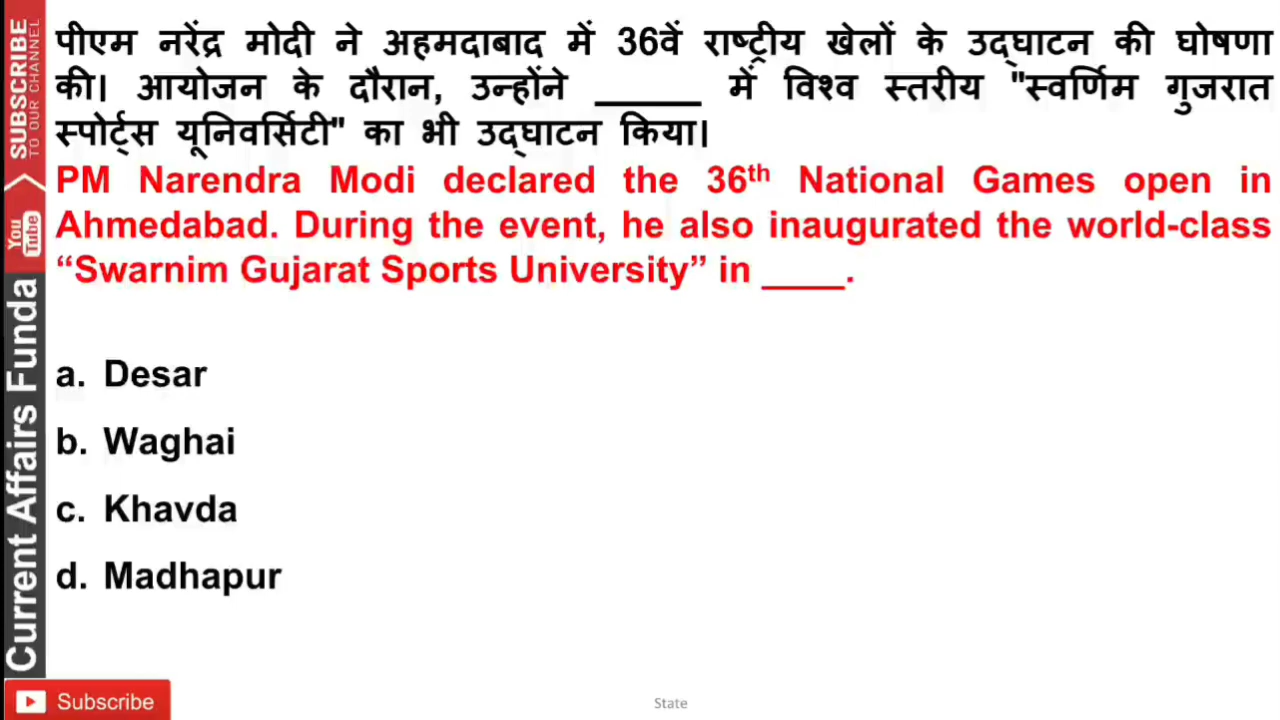 पीएम नरेंद्र मोदी ने अहमदाबाद में 36वें राष्ट्रीय खेलों के उद्घाटन की घोषणा
की। आयोजन के दौरान, उन्होंने ______ में विश्व स्तरीय "स्वर्णिम गुजरात
स्पोर्ट्स यूनिवर्सिटी" का भी उद्घाटन किया।
PM Narendra Modi declared the 36th National Games open in
Ahmedabad. During the event, he also inaugurated the world-class
“Swarnim Gujarat Sports University” in ____.
a. Desar
b. Waghai
c. Khavda
d. Madhapur
SUBSCRIBE
TO OUR CHANNEL
You
Tube
Current Affairs Funda
Subscribe
State